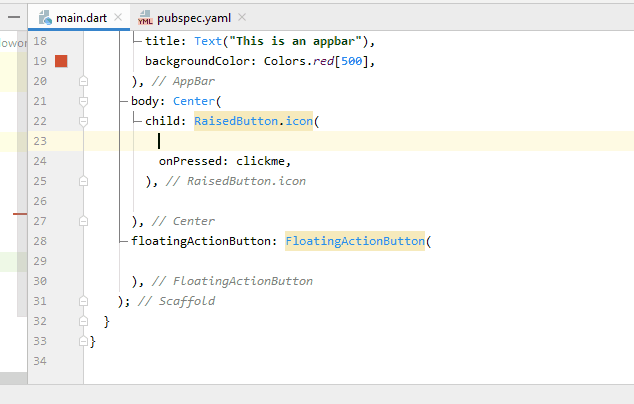 main.dart pubspec.yaml
18 title: Text("This is an appbar"),
19 backgroundColor: Colors.red[500],
20 ), // AppBar
21 body: Center(
22 child: RaisedButton.icon(
23
24 onPressed: clickme,
25 ), // RaisedButton.icon
26
27 ), // Center
28 floatingActionButton: FloatingActionButton(
29
30 ), // FloatingActionButton
31 ); // Scaffold
32 }
33 }
34